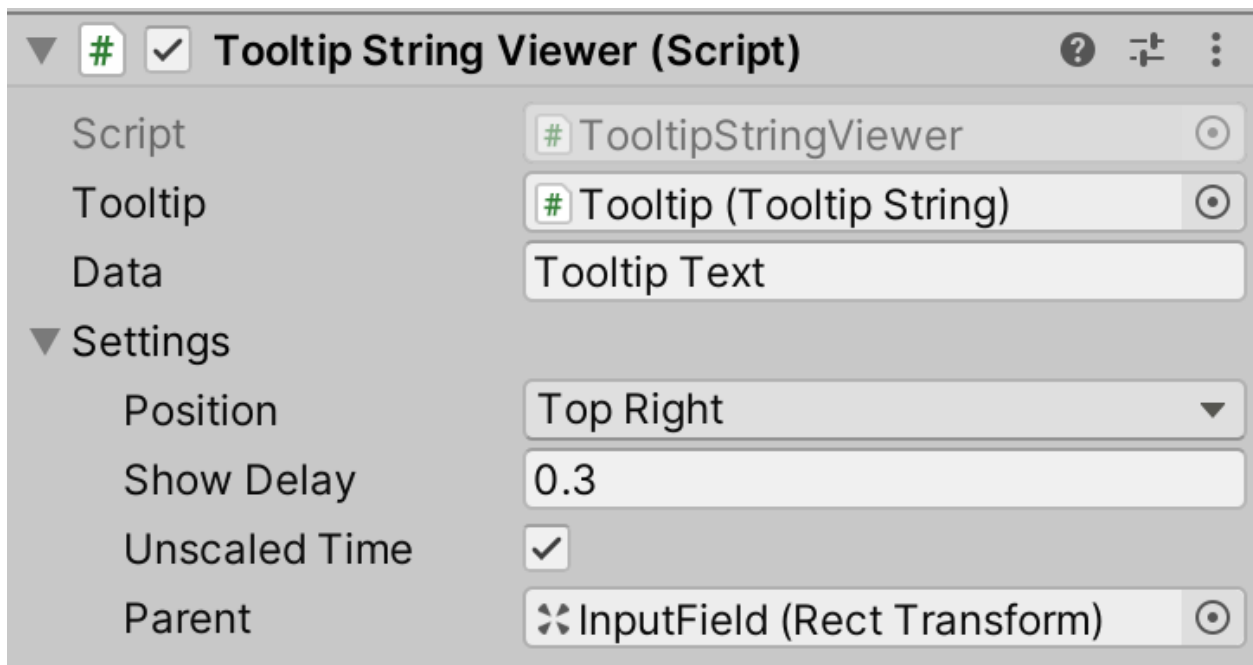 # Tooltip String Viewer (Script) ?
Script # TooltipStringViewer
Tooltip # Tooltip (Tooltip String)
Data Tooltip Text
Settings
Position Top Right
Show Delay 0.3
Unscaled Time
Parent InputField (Rect Transform)